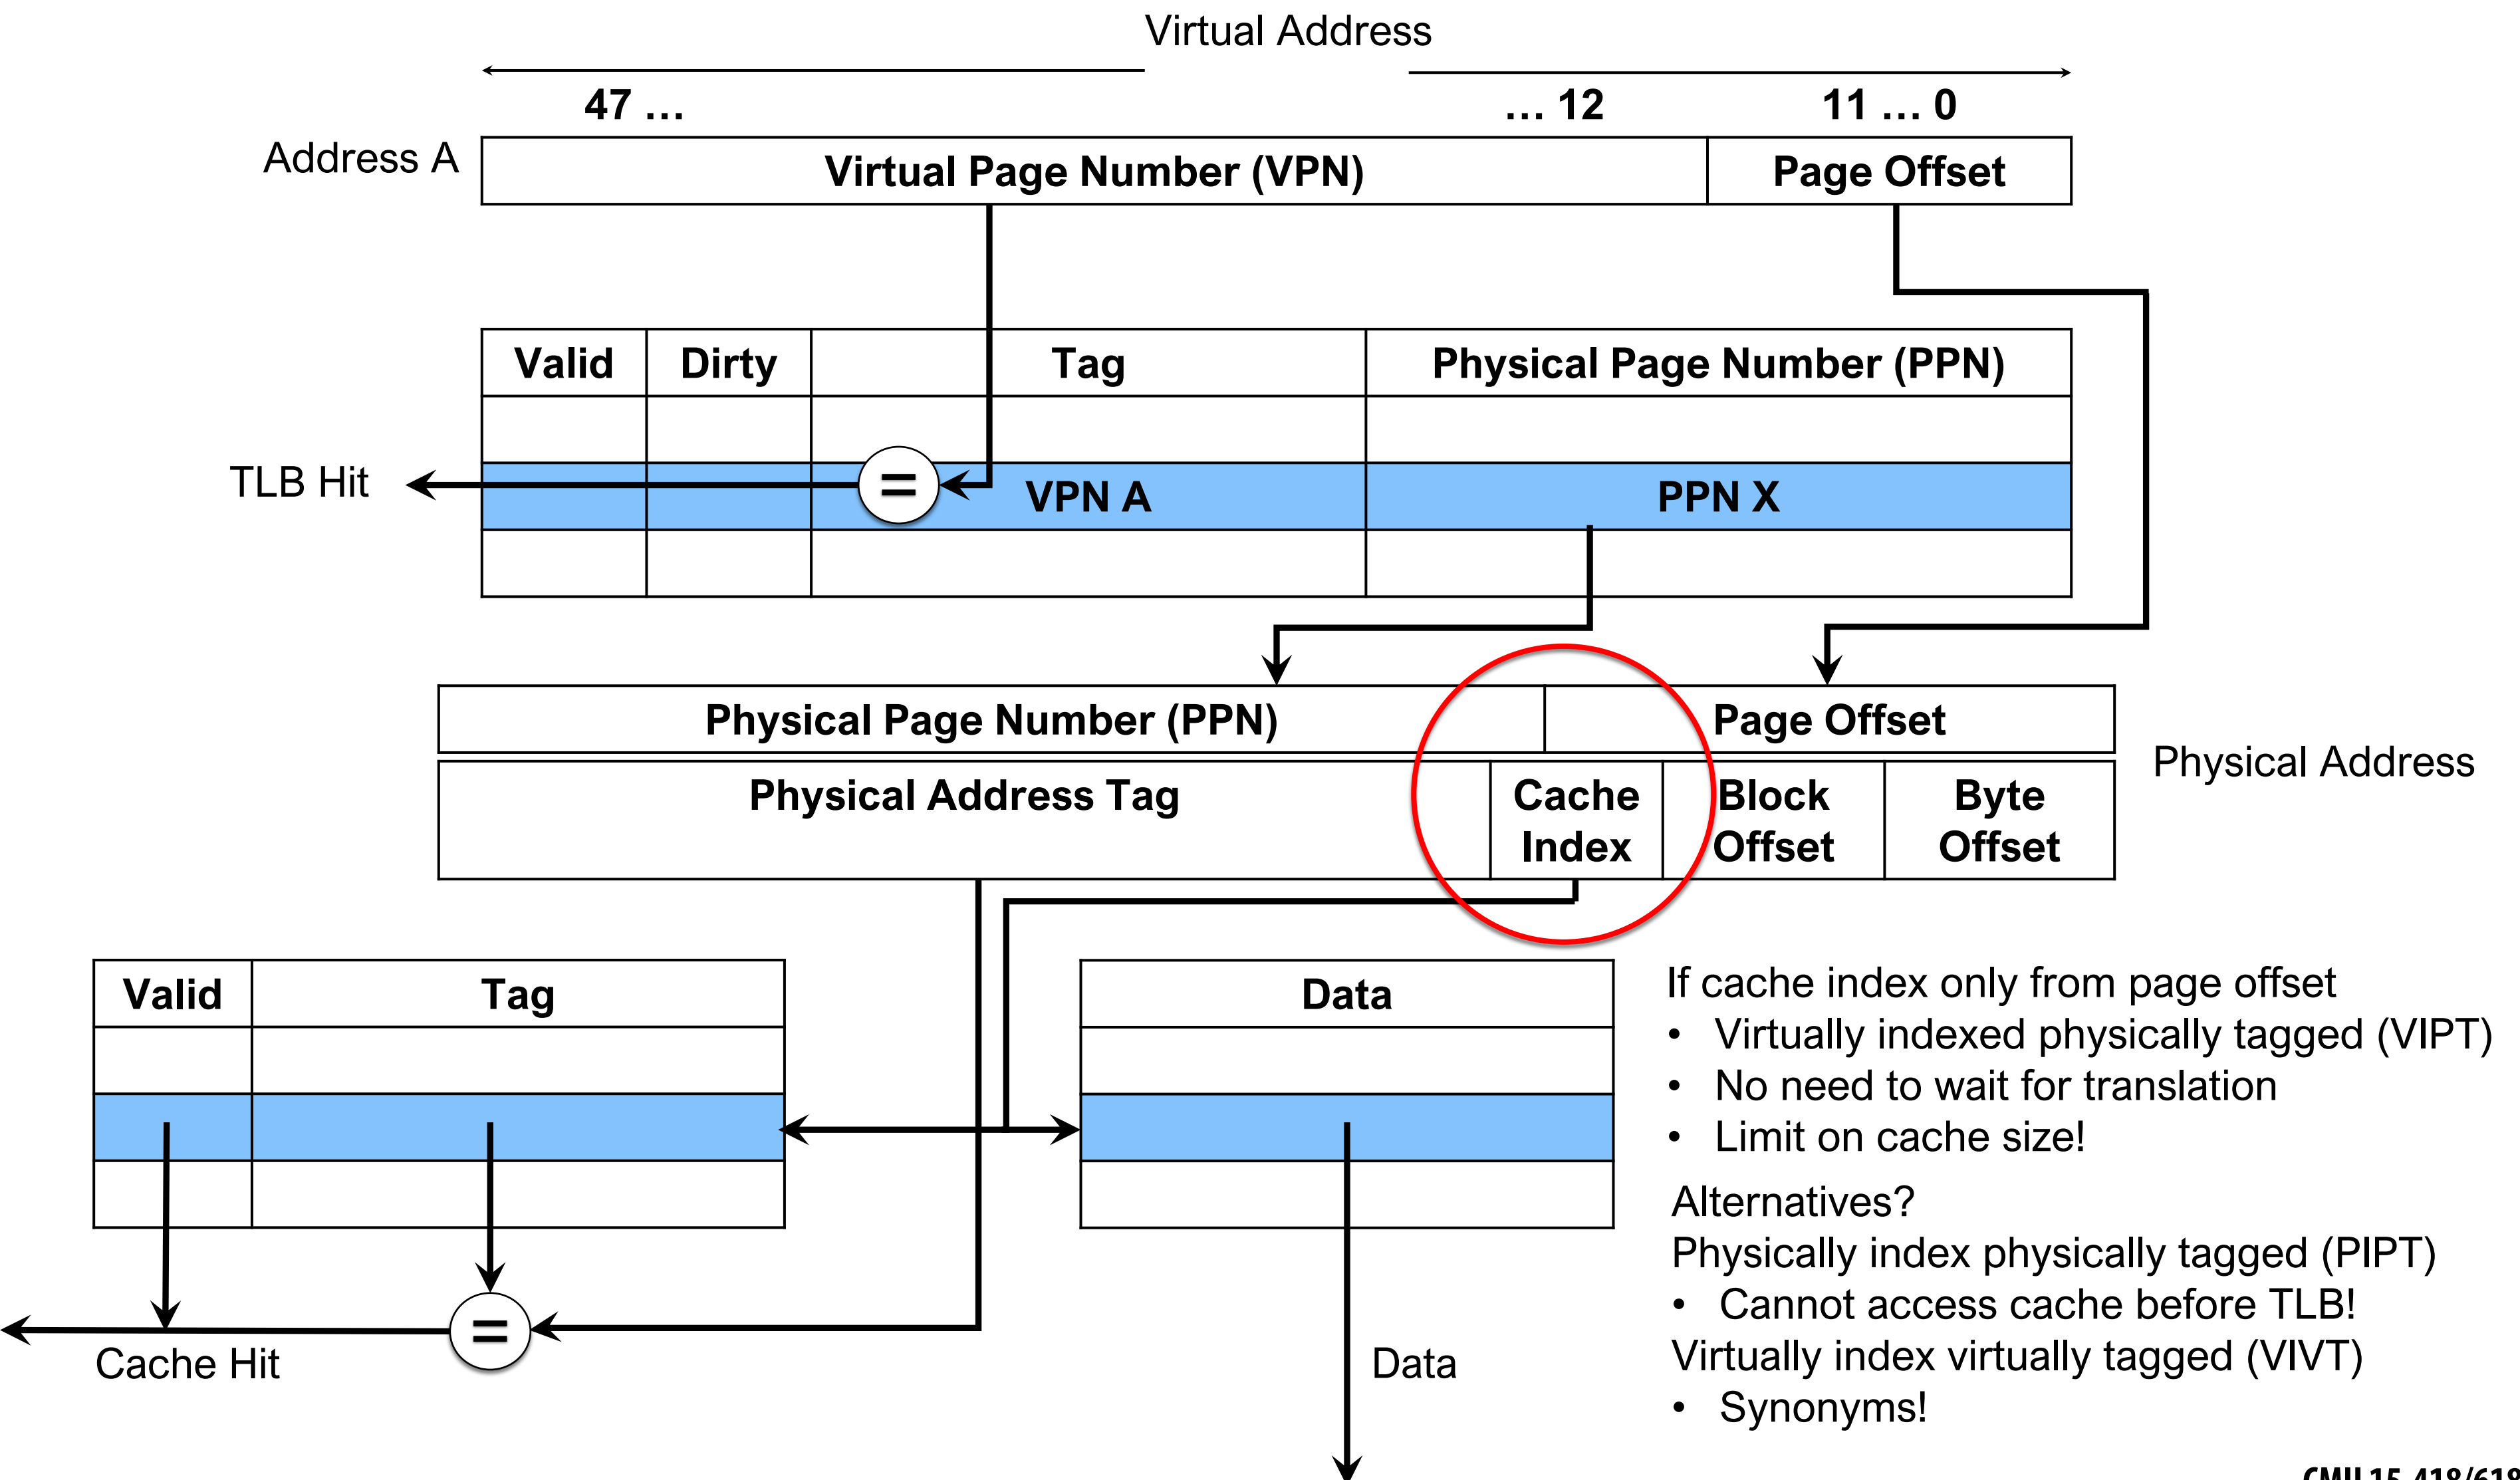 Virtual Address
47 ...
... 12
11 ... 0
Address A
Virtual Page Number (VPN)
Page Offset
Valid
Dirty
Tag
Physical Page Number (PPN)
TLB Hit
=
VPN A
PPN X
Physical Page Number (PPN)
Page Offset
Physical Address
Physical Address Tag
Cache
Index
Block
Offset
Byte
Offset
Valid
Tag
Data
=
Cache Hit
Data
If cache index only from page offset
• Virtually indexed physically tagged (VIPT)
• No need to wait for translation
• Limit on cache size!
Alternatives?
Physically index physically tagged (PIPT)
• Cannot access cache before TLB!
Virtually index virtually tagged (VIVT)
• Synonyms!
CMU 15-418/618